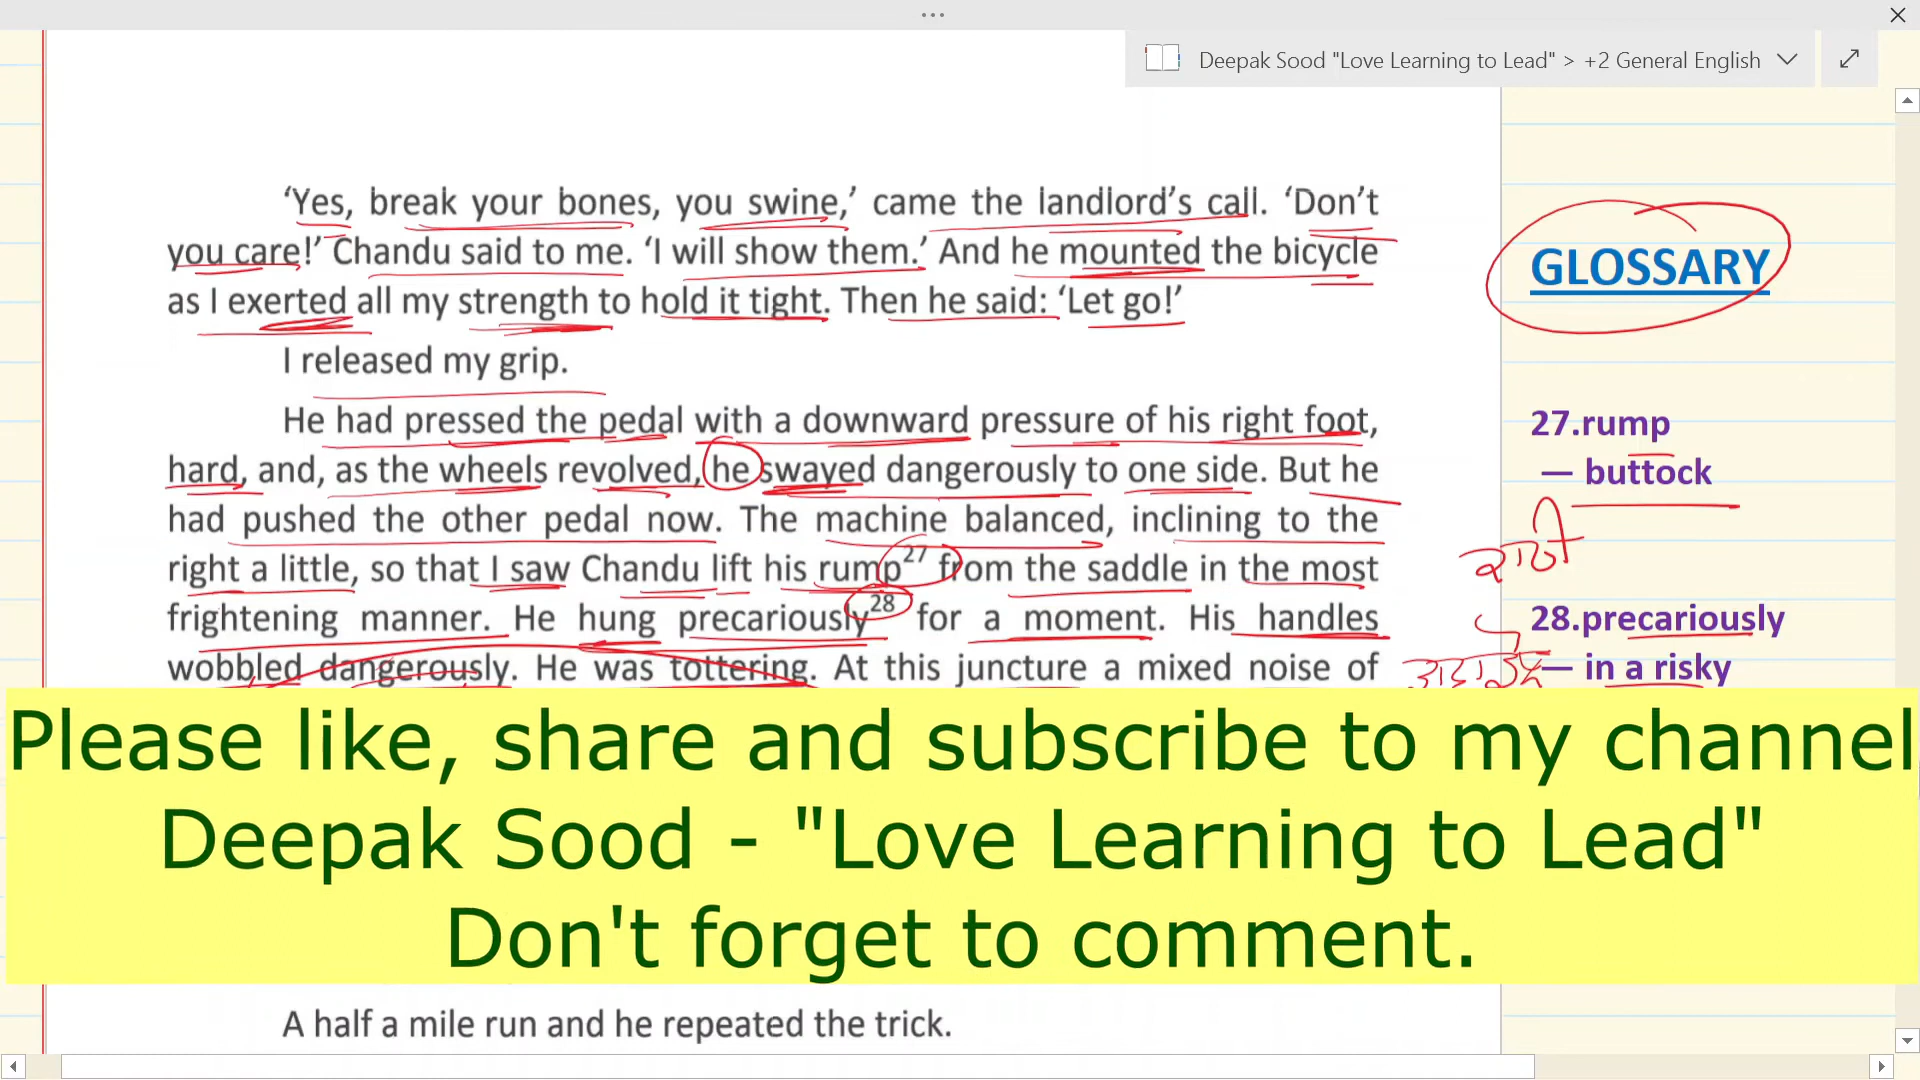 Deepak Sood "Love Learning to Lead" > +2 General English
‘Yes, break your bones, you swine,’ came the landlord’s call. ‘Don’t
you care!’ Chandu said to me. ‘I will show them.’ And he mounted the bicycle
as I exerted all my strength to hold it tight. Then he said: ‘Let go!’
I released my grip.
He had pressed the pedal with a downward pressure of his right foot,
hard, and, as the wheels revolved, he swayed dangerously to one side. But he
had pushed the other pedal now. The machine balanced, inclining to the
right a little, so that I saw Chandu lift his rump27 from the saddle in the most
frightening manner. He hung precariously28 for a moment. His handles
wobbled dangerously. He was tottering. At this juncture a mixed noise of
GLOSSARY
27.rump
— buttock
28.precariously
— in a risky
Please like, share and subscribe to my channel
Deepak Sood - "Love Learning to Lead"
Don't forget to comment.
A half a mile run and he repeated the trick.